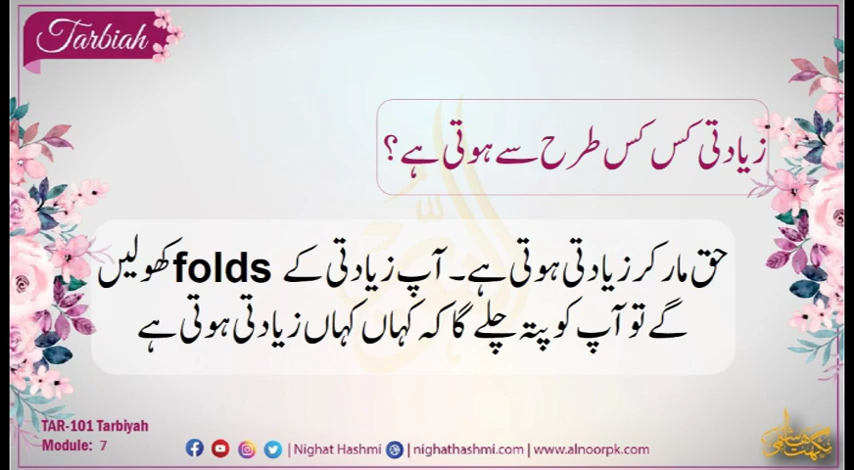 Tarbiah
زیادتی کس کس طرح سے ہوتی ہے؟
حق مار کر زیادتی ہوتی ہے۔ آپ زیادتی کے folds کھولیں
گے تو آپ کو پتہ چلے گا کہ کہاں کہاں زیادتی ہوتی ہے
TAR-101 Tarbiyah
Module: 7
| Nighat Hashmi | nighathashmi.com | www.alnoorpk.com
نگہت ہاشمی